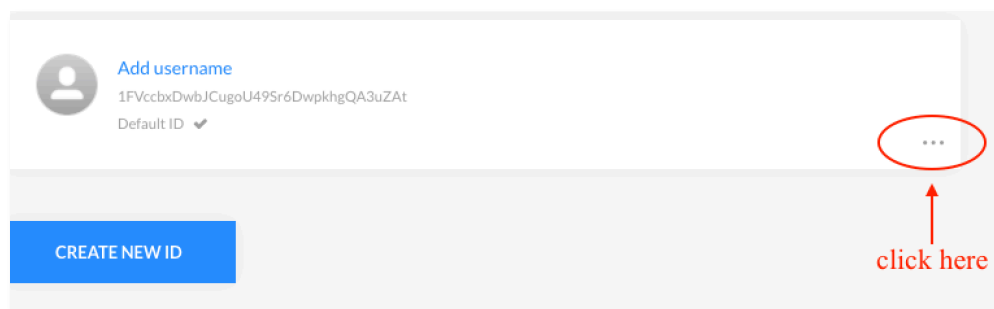 Add username
1FVccbxDwbJCugoU49Sr6DwpkhgQA3uZAt
Default ID
...
CREATE NEW ID
click here